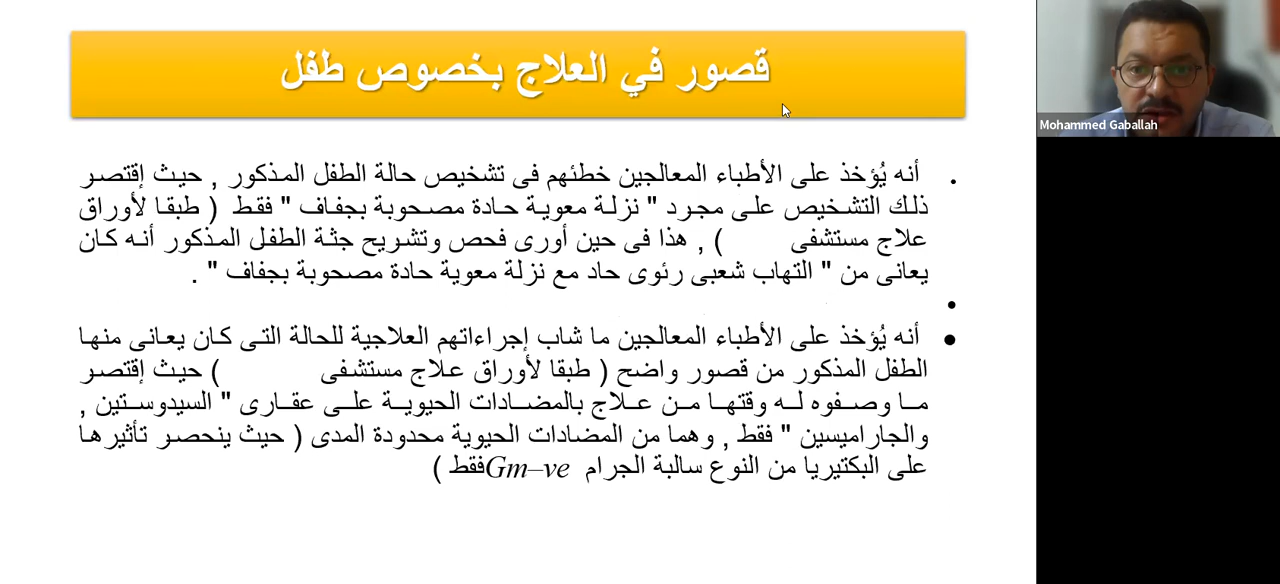 قصور في العلاج بخصوص طفل
Mohammed Gaballah
. أنه يُؤخذ على الأطباء المعالجين خطئهم فى تشخيص حالة الطفل المذكور , حيث إقتصر
ذلك التشخيص على مجرد " نزلة معوية حادة مصحوبة بجفاف " فقط ( طبقا لأوراق
علاج مستشفى ) , هذا فى حين أورى فحص وتشريح جثة الطفل المذكور أنه كان
يعانى من " التهاب شعبى رئوى حاد مع نزلة معوية حادة مصحوبة بجفاف " .
•
• أنه يُؤخذ على الأطباء المعالجين ما شاب إجراءاتهم العلاجية للحالة التى كان يعانى منها
الطفل المذكور من قصور واضح ( طبقا لأوراق علاج مستشفى ) حيث إقتصر
ما وصفوه له وقتها من علاج بالمضادات الحيوية على عقارى " السيدوستين ,
والجاراميسين " فقط , وهما من المضادات الحيوية محدودة المدى ( حيث ينحصر تأثيرها
على البكتيريا من النوع سالبة الجرام Gm–ve فقط )